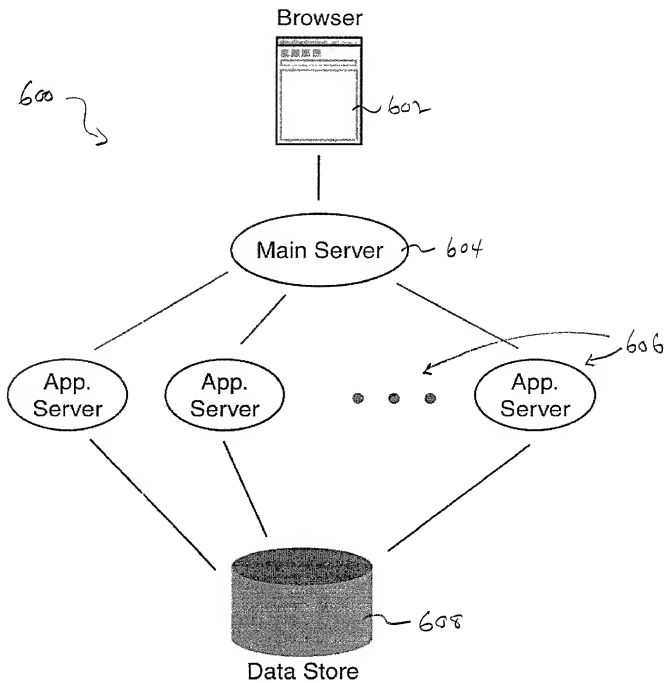 Browser
600
602
Main Server
604
606
App.
Server
App.
Server
App.
Server
608
Data Store